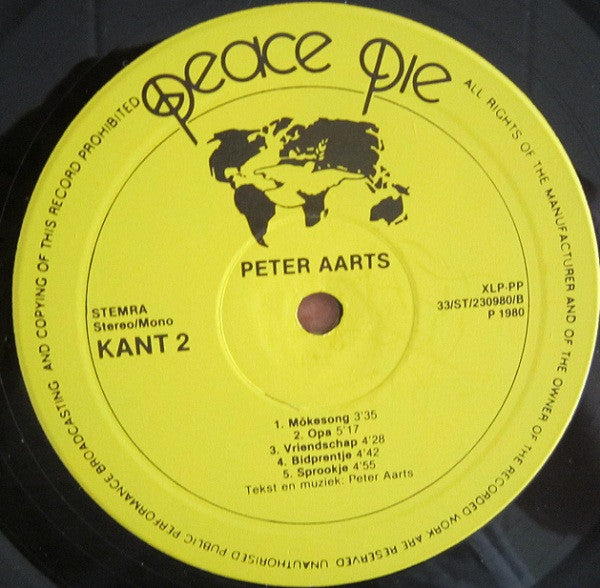 peace Pie
PETER AARTS
STEMRA
Stereo/Mono
KANT 2
XLP-PP
33/ST/230980/B
P 1980
1. Mökesong 3'35
2. Opa 5'17
3. Vriendschap 4'28
4. Bidprentje 4'42
5. Sprookje 4'55
Tekst en muziek: Peter Aarts
ALL RIGHTS OF THE MANUFACTURER AND OF THE OWNER OF THE RECORDED WORK ARE RESERVED UNAUTHORISED PUBLIC PERFORMANCE BROADCASTING AND COPYING OF THIS RECORD PROHIBITED